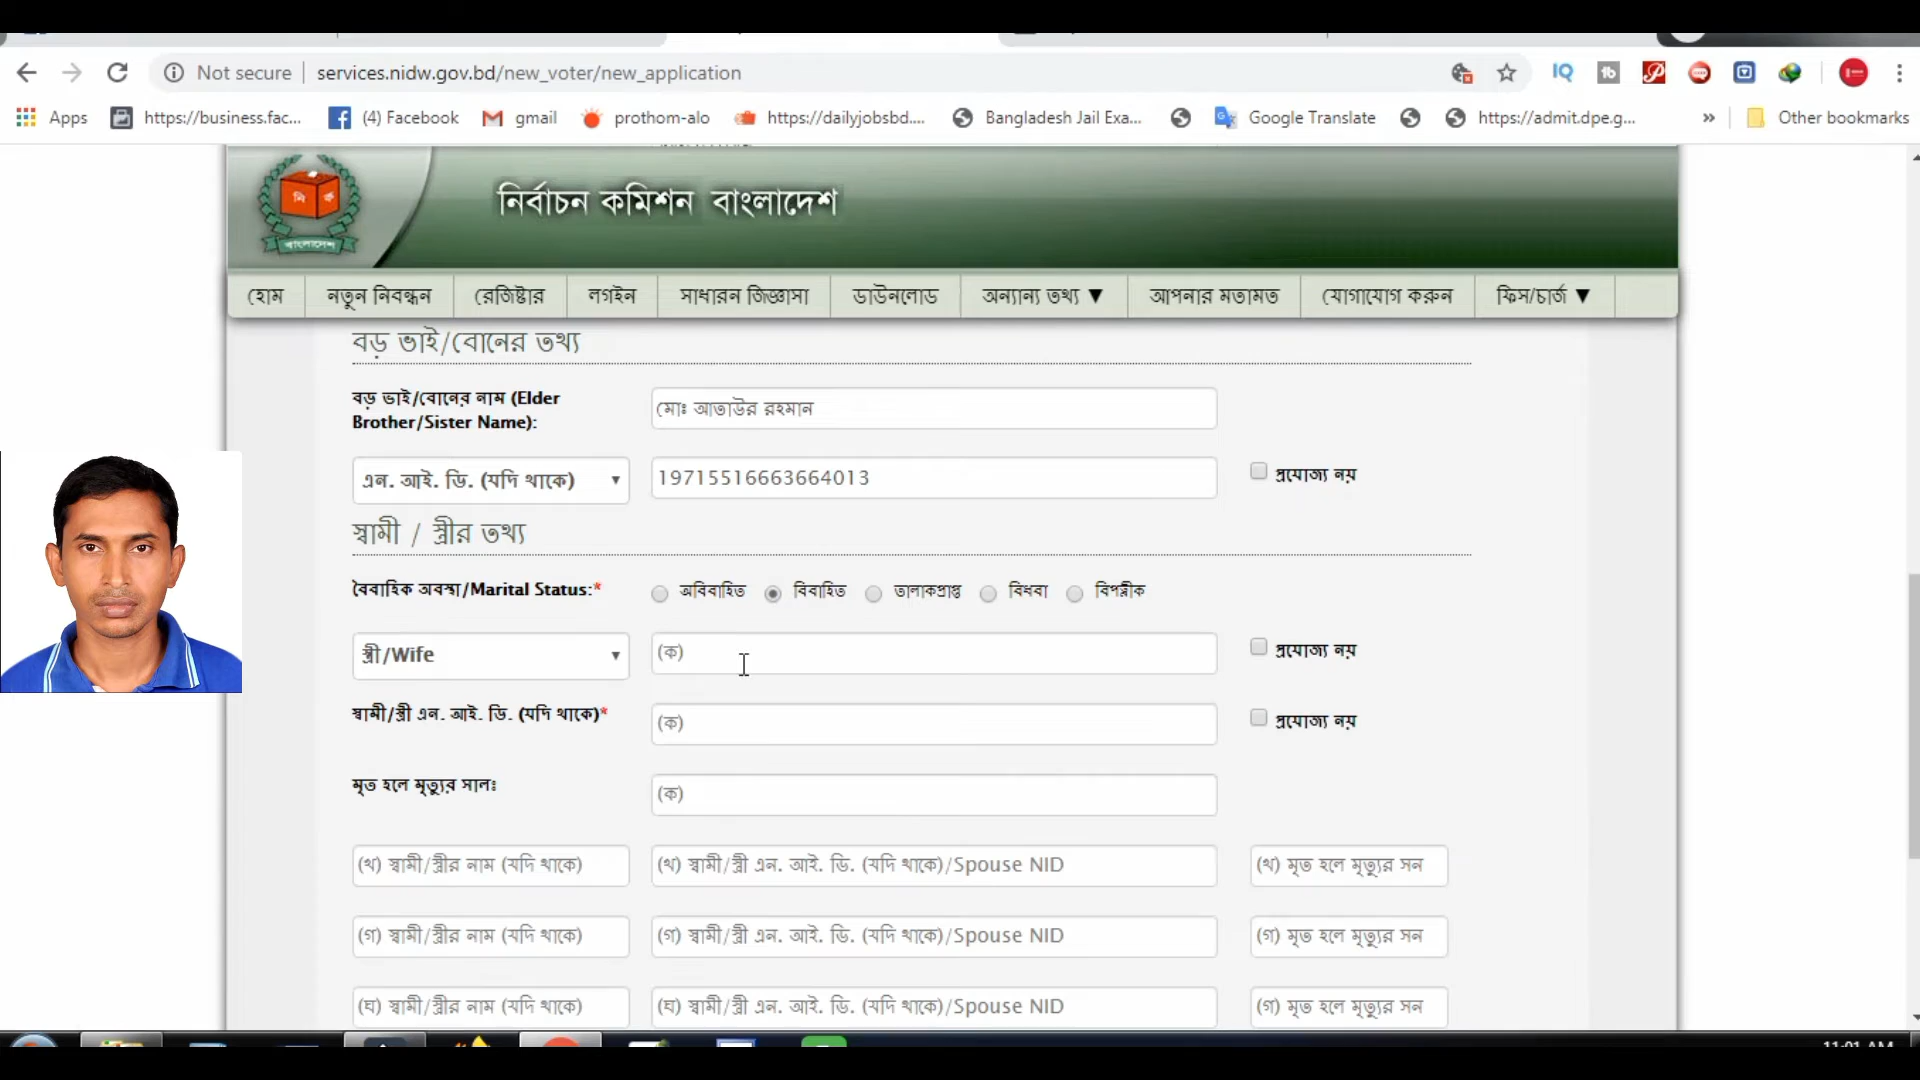 Not secure
services.nidw.gov.bd/new_voter/new_application
Apps
https://business.fac...
(4) Facebook
gmail
prothom-alo
https://dailyjobsbd....
Bangladesh Jail Exa...
Google Translate
https://admit.dpe.g...
»
Other bookmarks
নি র্ক
বাংলাদেশ
নির্বাচন কমিশন বাংলাদেশ
হোম
নতুন নিবন্ধন
রেজিষ্টার
লগইন
সাধারন জিজ্ঞাসা
ডাউনলোড
অন্যান্য তথ্য ▼
আপনার মতামত
যোগাযোগ করুন
ফিস/চার্জ ▼
বড় ভাই/বোনের তথ্য
বড় ভাই/বোনের নাম (Elder
Brother/Sister Name):
মোঃ আতাউর রহমান
এন. আই. ডি. (যদি থাকে)
19715516663664013
প্রযোজ্য নয়
স্বামী / স্ত্রীর তথ্য
বৈবাহিক অবস্থা/Marital Status:*
অবিবাহিত
বিবাহিত
তালাকপ্রাপ্ত
বিধবা
বিপত্নীক
স্ত্রী/Wife
(ক)
প্রযোজ্য নয়
স্বামী/স্ত্রী এন. আই. ডি. (যদি থাকে)*
(ক)
প্রযোজ্য নয়
মৃত হলে মৃত্যুর সালঃ
(ক)
(খ) স্বামী/স্ত্রীর নাম (যদি থাকে)
(খ) স্বামী/স্ত্রী এন. আই. ডি. (যদি থাকে)/Spouse NID
(খ) মৃত হলে মৃত্যুর সন
(গ) স্বামী/স্ত্রীর নাম (যদি থাকে)
(গ) স্বামী/স্ত্রী এন. আই. ডি. (যদি থাকে)/Spouse NID
(গ) মৃত হলে মৃত্যুর সন
(ঘ) স্বামী/স্ত্রীর নাম (যদি থাকে)
(ঘ) স্বামী/স্ত্রী এন. আই. ডি. (যদি থাকে)/Spouse NID
(গ) মৃত হলে মৃত্যুর সন
11:01 AM